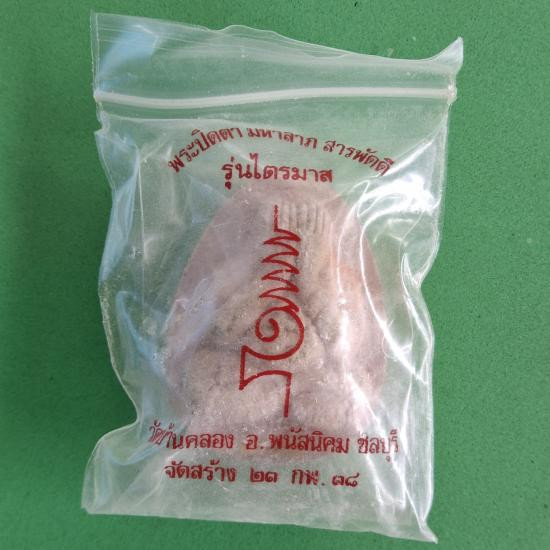 พระปิดตา มหาลาภ สารพัดดี
รุ่นไตรมาส
วัดบ้านคลอง อ.พนัสนิคม ชลบุรี
จัดสร้าง ๒๓ กพ. ๓๘